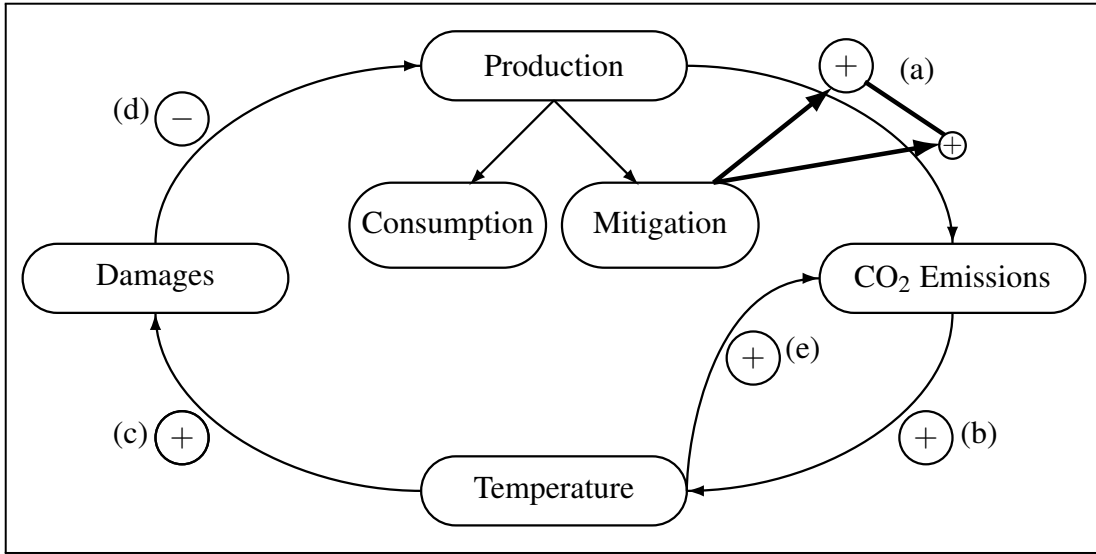 Production
+
(a)
(d)
−
+
Consumption
Mitigation
Damages
CO₂ Emissions
+
(e)
(c)
+
+
(b)
Temperature